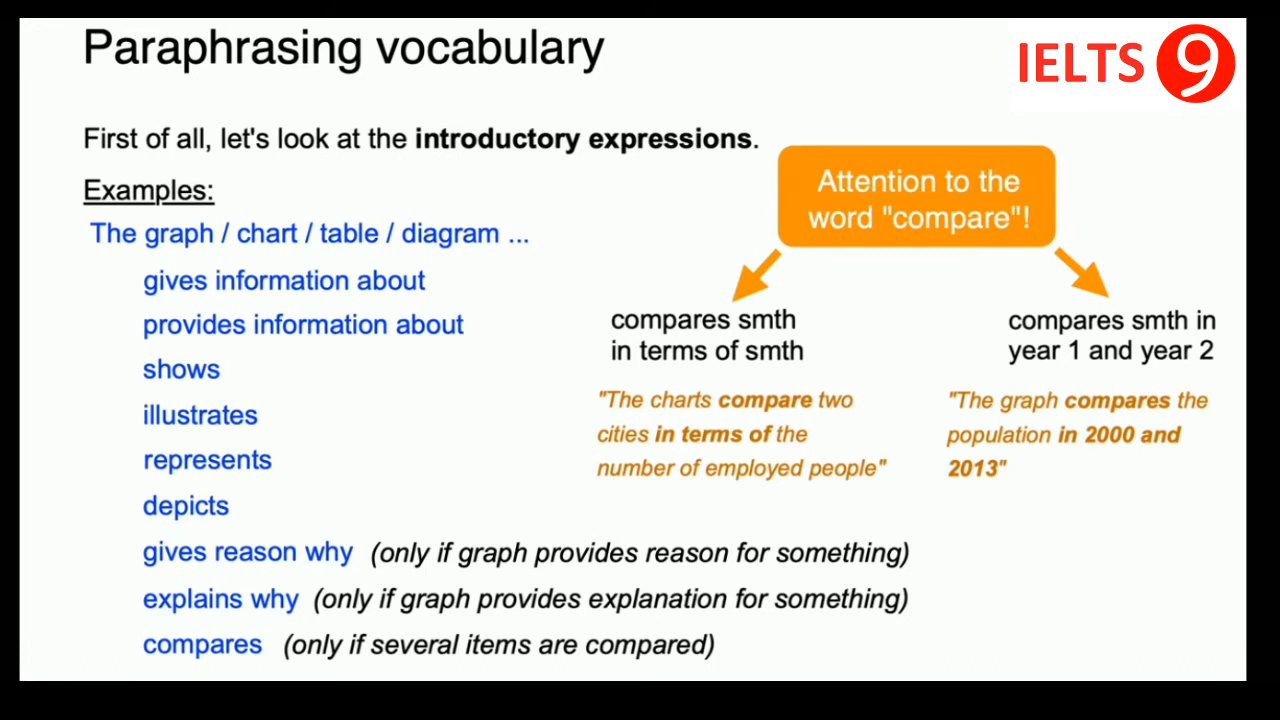 Paraphrasing vocabulary
IELTS 9
First of all, let's look at the introductory expressions.
Examples:
The graph / chart / table / diagram ...
gives information about
provides information about
shows
illustrates
represents
depicts
gives reason why (only if graph provides reason for something)
explains why (only if graph provides explanation for something)
compares (only if several items are compared)
Attention to the
word "compare"!
compares smth
in terms of smth
"The charts compare two
cities in terms of the
number of employed people"
compares smth in
year 1 and year 2
"The graph compares the
population in 2000 and
2013"